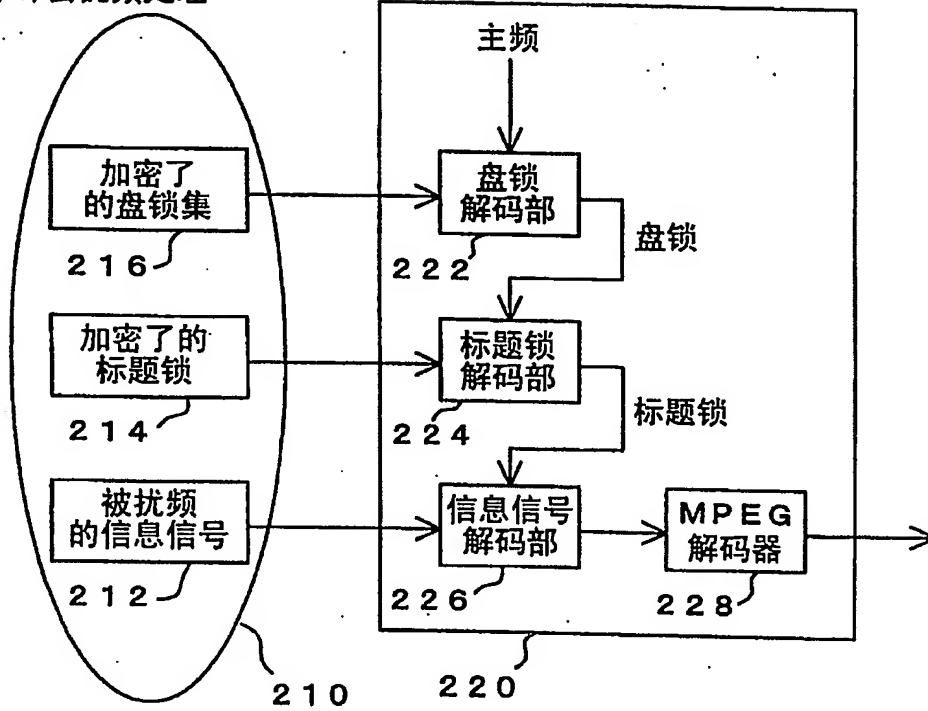 主频
加密了
的盘锁集
216
盘锁
解码部
222
盘锁
加密了的
标题锁
214
标题锁
解码部
224
标题锁
被扰频
的信息信号
212
信息信号
解码部
226
MPEG
解码器
228
210
220